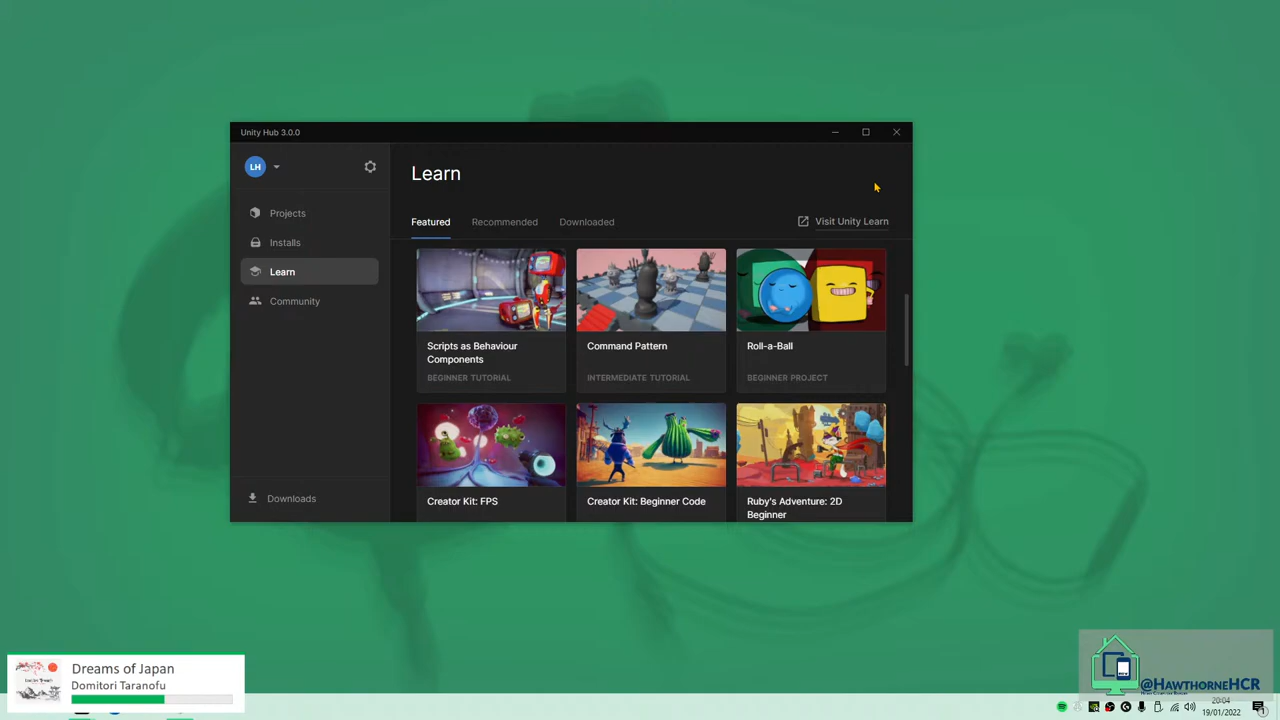 Unity Hub 3.0.0
LH
Projects
Installs
Learn
Community
Downloads
Learn
Featured
Recommended
Downloaded
Visit Unity Learn
Scripts as Behaviour
Components
BEGINNER TUTORIAL
Command Pattern
INTERMEDIATE TUTORIAL
Roll-a-Ball
BEGINNER PROJECT
Creator Kit: FPS
Creator Kit: Beginner Code
Ruby's Adventure: 2D
Beginner
Dreams of Japan
Domitori Taranofu
@HawthorneHCR
20:04
19/01/2022